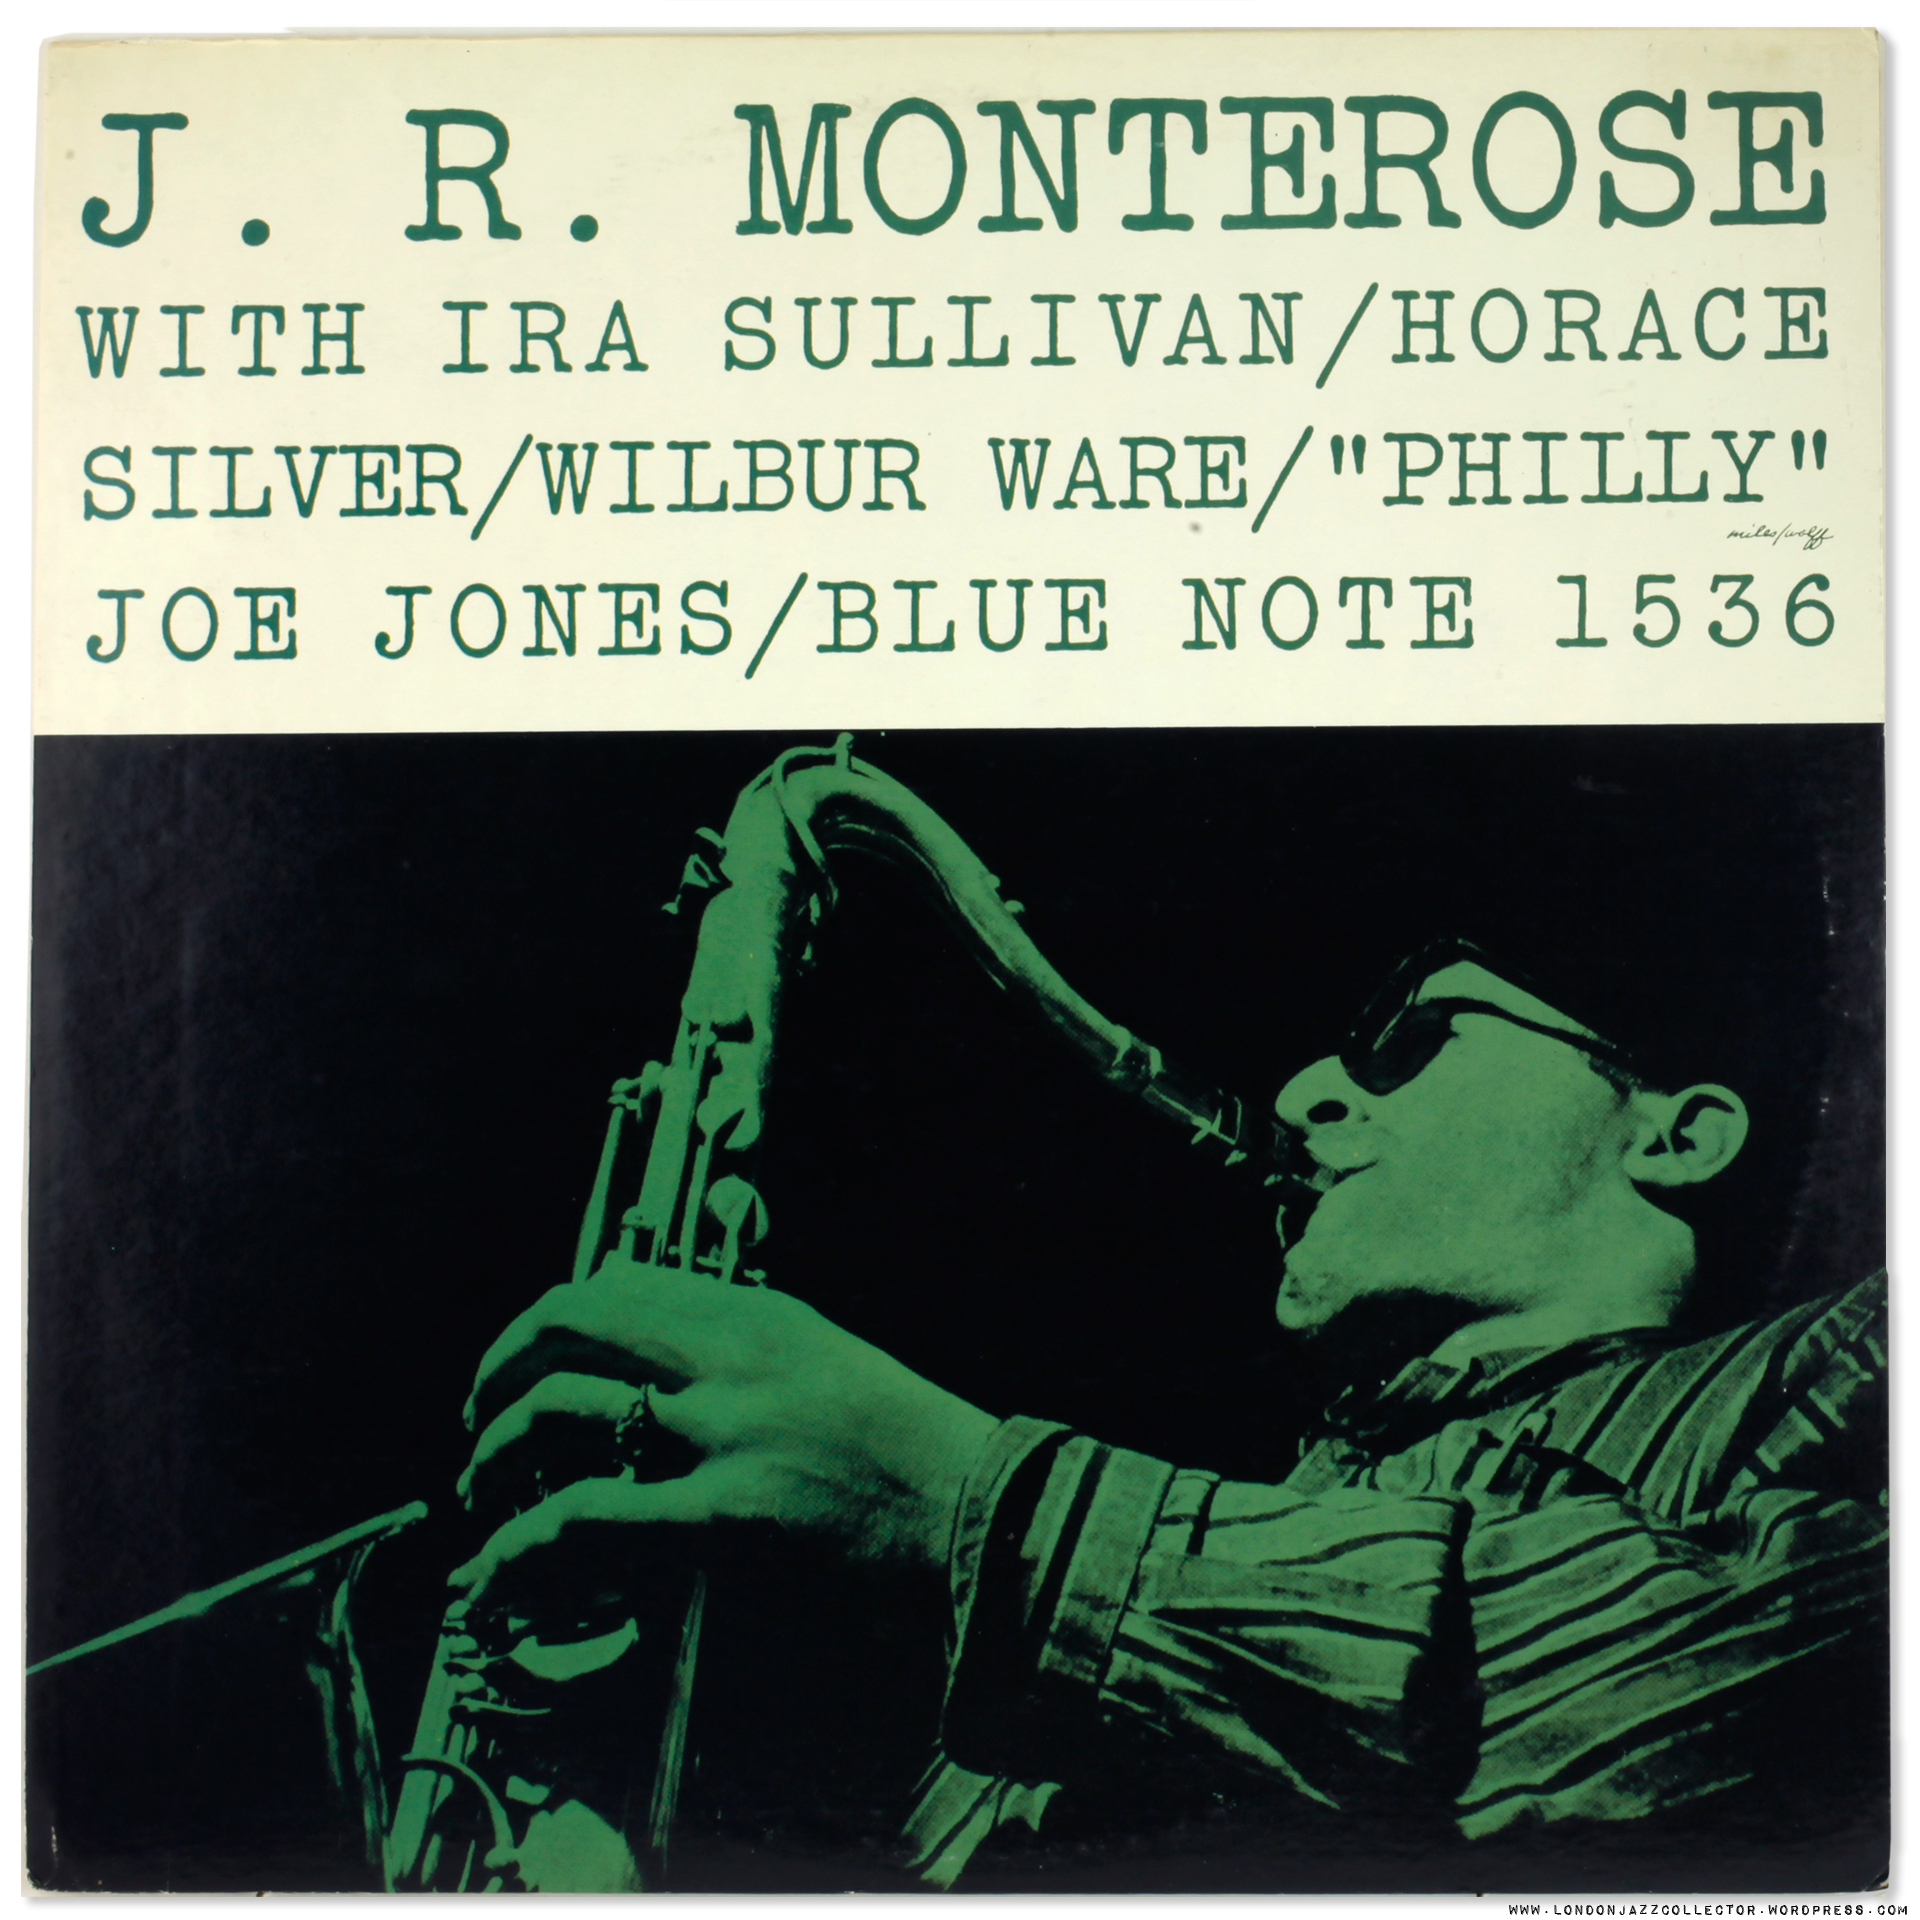 J. R. MONTEROSE
WITH IRA SULLIVAN/HORACE
SILVER/WILBUR WARE/"PHILLY"
miles/wolff
JOE JONES/BLUE NOTE 1536
WWW.LONDONJAZZCOLLECTOR.WORDPRESS.COM